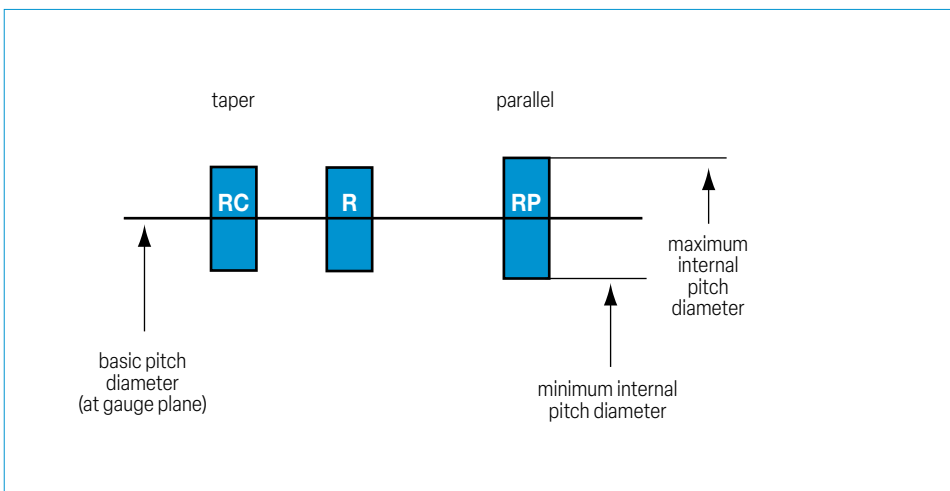 taper
parallel
RC
R
RP
maximum
internal
pitch
diameter
basic pitch
diameter
(at gauge plane)
minimum internal
pitch diameter